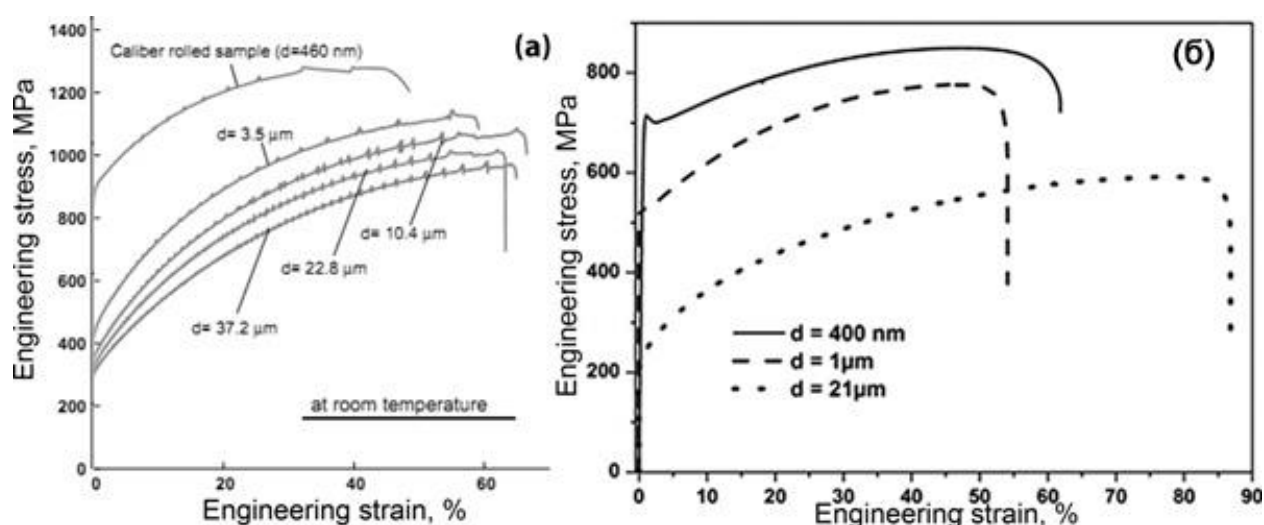 (а)
Engineering stress, MPa
1400
1200
1000
800
600
400
200
0
Caliber rolled sample (d=460 nm)
d= 3.5 µm
d= 10.4 µm
d= 22.8 µm
d= 37.2 µm
at room temperature
0 20 40 60
Engineering strain, %
(б)
Engineering stress, MPa
800
600
400
200
0
d = 400 nm
d = 1µm
d = 21µm
0 10 20 30 40 50 60 70 80 90
Engineering strain, %